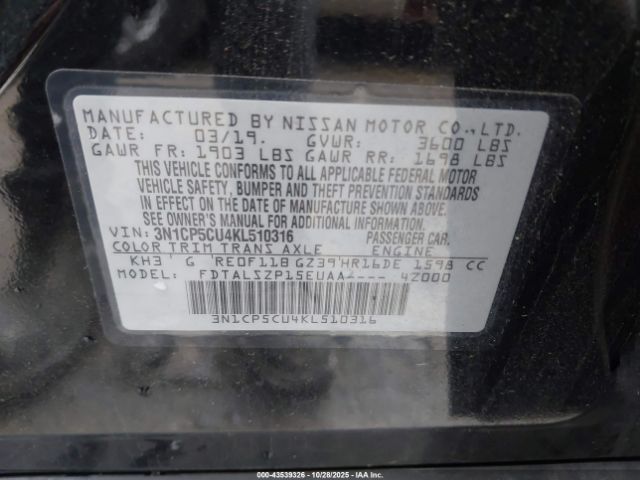 MANUFACTURED BY NISSAN MOTOR CO., LTD.
DATE: 03/19. GVWR: 3600 LBS
GAWR FR: 1903 LBS GAWR RR: 1698 LBS
THIS VEHICLE CONFORMS TO ALL APPLICABLE FEDERAL MOTOR
VEHICLE SAFETY, BUMPER AND THEFT PREVENTION STANDARDS
IN EFFECT ON THE DATE OF MANUFACTURE SHOWN ABOVE.
SEE OWNER'S MANUAL FOR ADDITIONAL INFORMATION.
VIN: 3N1CP5CU4KL510316 PASSENGER CAR.
COLOR TRIM TRANS AXLE ENGINE
KH3 G RE0F11B GZ39 HR16DE 1598 CC
MODEL: FDTALSZP15EUAA---- 4Z000
3N1CP5CU4KL510316
000-43539326 | 10/28/2025 | IAAI.COM